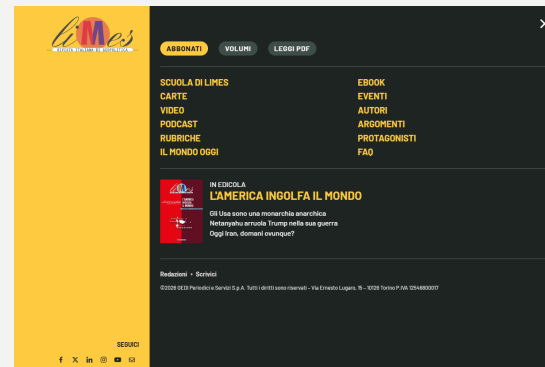 limes
RIVISTA ITALIANA DI GEOPOLITICA
ABBONATI
VOLUMI
LEGGI PDF
SCUOLA DI LIMES
CARTE
VIDEO
PODCAST
RUBRICHE
IL MONDO OGGI
EBOOK
EVENTI
AUTORI
ARGOMENTI
PROTAGONISTI
FAQ
IN EDICOLA
L'AMERICA INGOLFA IL MONDO
Gli Usa sono una monarchia anarchica
Netanyahu arruola Trump nella sua guerra
Oggi Iran, domani ovunque?
Redazioni • Scrivici
©2026 GEDI Periodici e Servizi S.p.A. Tutti i diritti sono riservati - Via Ernesto Lugaro, 15 - 10126 Torino P.IVA 12546800017
SEGUICI